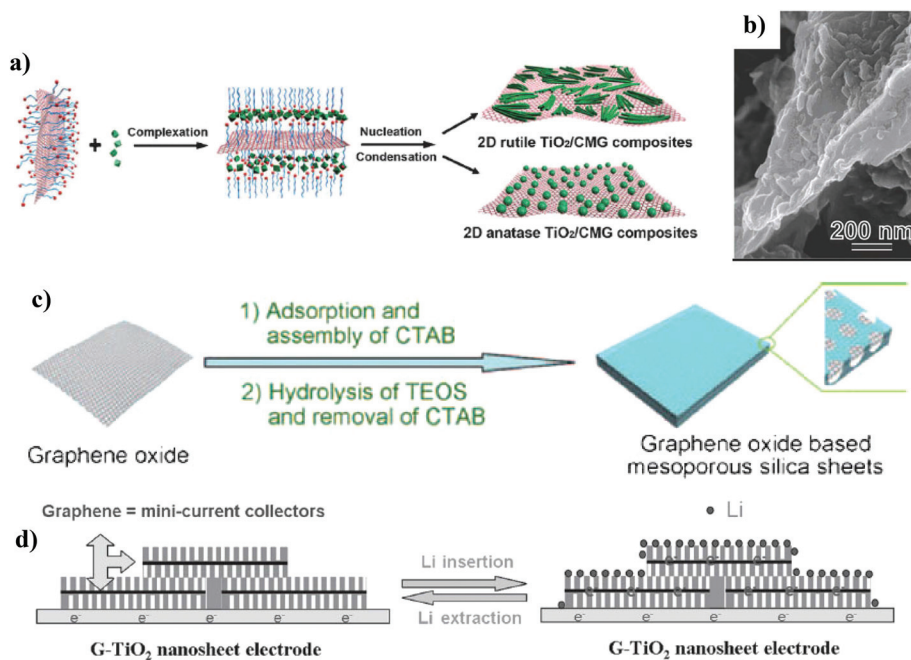 a)
b)
Complexation
Nucleation
Condensation
2D rutile TiO₂/CMG composites
2D anatase TiO₂/CMG composites
200 nm
c)
1) Adsorption and
assembly of CTAB
2) Hydrolysis of TEOS
and removal of CTAB
Graphene oxide
Graphene oxide based
mesoporous silica sheets
Graphene = mini-current collectors
Li
d)
Li insertion
Li extraction
e⁻ e⁻ e⁻ e⁻ e⁻
e⁻ e⁻ e⁻ e⁻ e⁻
G-TiO₂ nanosheet electrode
G-TiO₂ nanosheet electrode